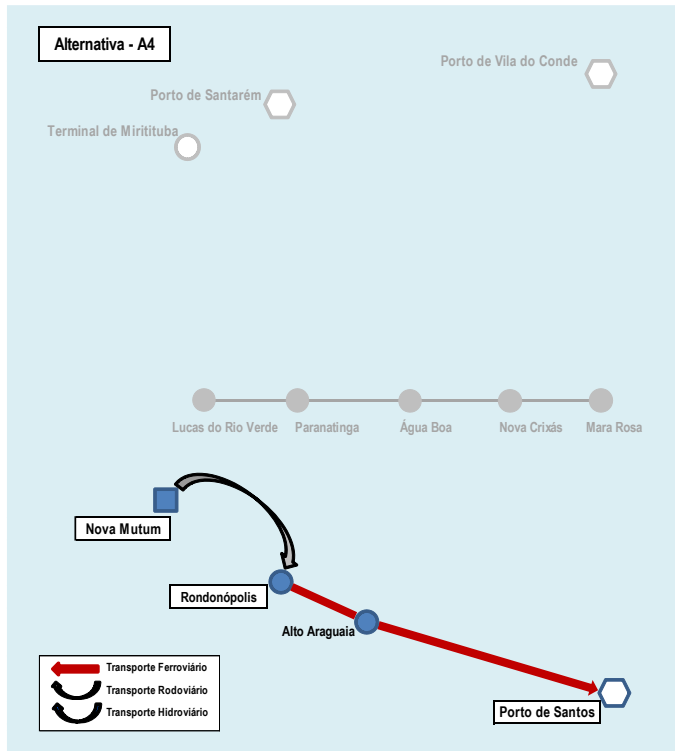 Alternativa - A4
Porto de Vila do Conde
Porto de Santarém
Terminal de Miritituba
Lucas do Rio Verde
Paranatinga
Água Boa
Nova Crixás
Mara Rosa
Nova Mutum
Rondonópolis
Alto Araguaia
Porto de Santos
Transporte Ferroviário
Transporte Rodoviário
Transporte Hidroviário